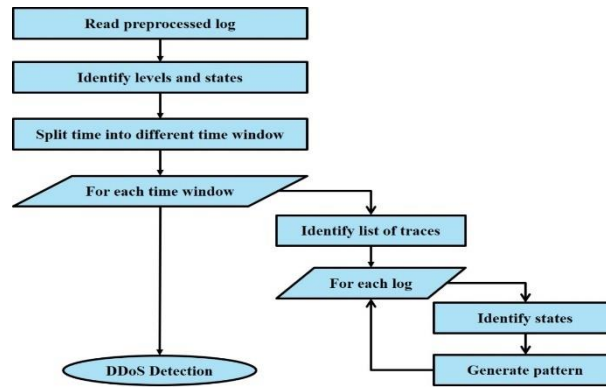 Read preprocessed log
Identify levels and states
Split time into different time window
For each time window
Identify list of traces
For each log
Identify states
Generate pattern
DDoS Detection